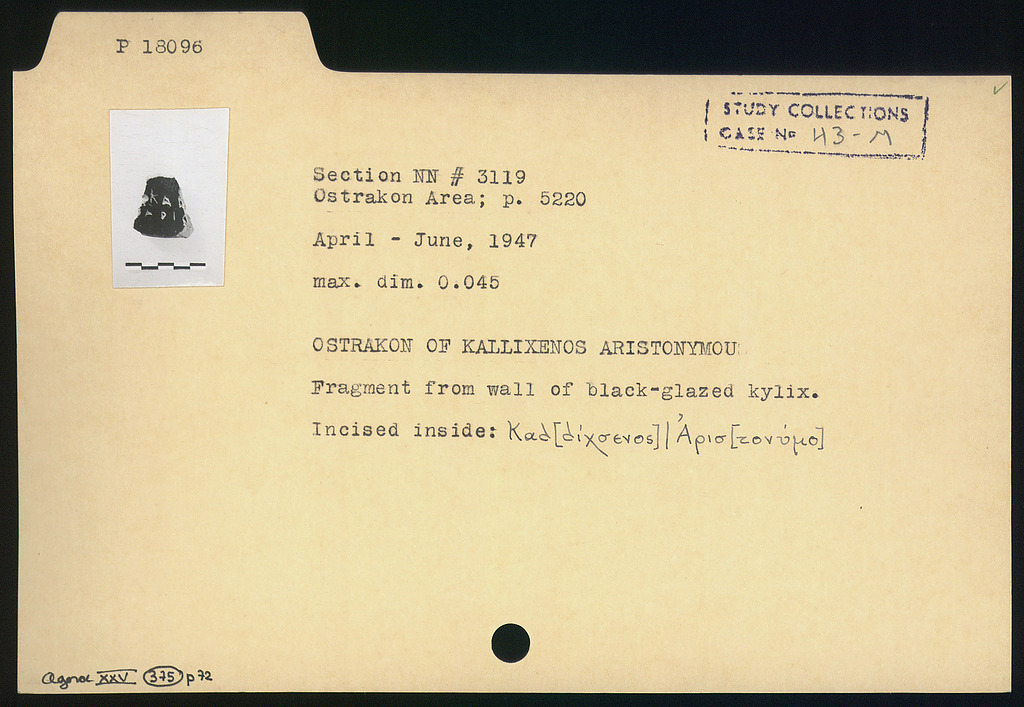 P 18096
STUDY COLLECTIONS
CASE No 43-M
Section NN # 3119
Ostrakon Area; p. 5220
April - June, 1947
max. dim. 0.045
OSTRAKON OF KALLIXENOS ARISTONYMOU
Fragment from wall of black-glazed kylix.
Incised inside: Καλ[λίχσενος] | Ἀρισ[τονύμο]
Agora XXV 375 p 72